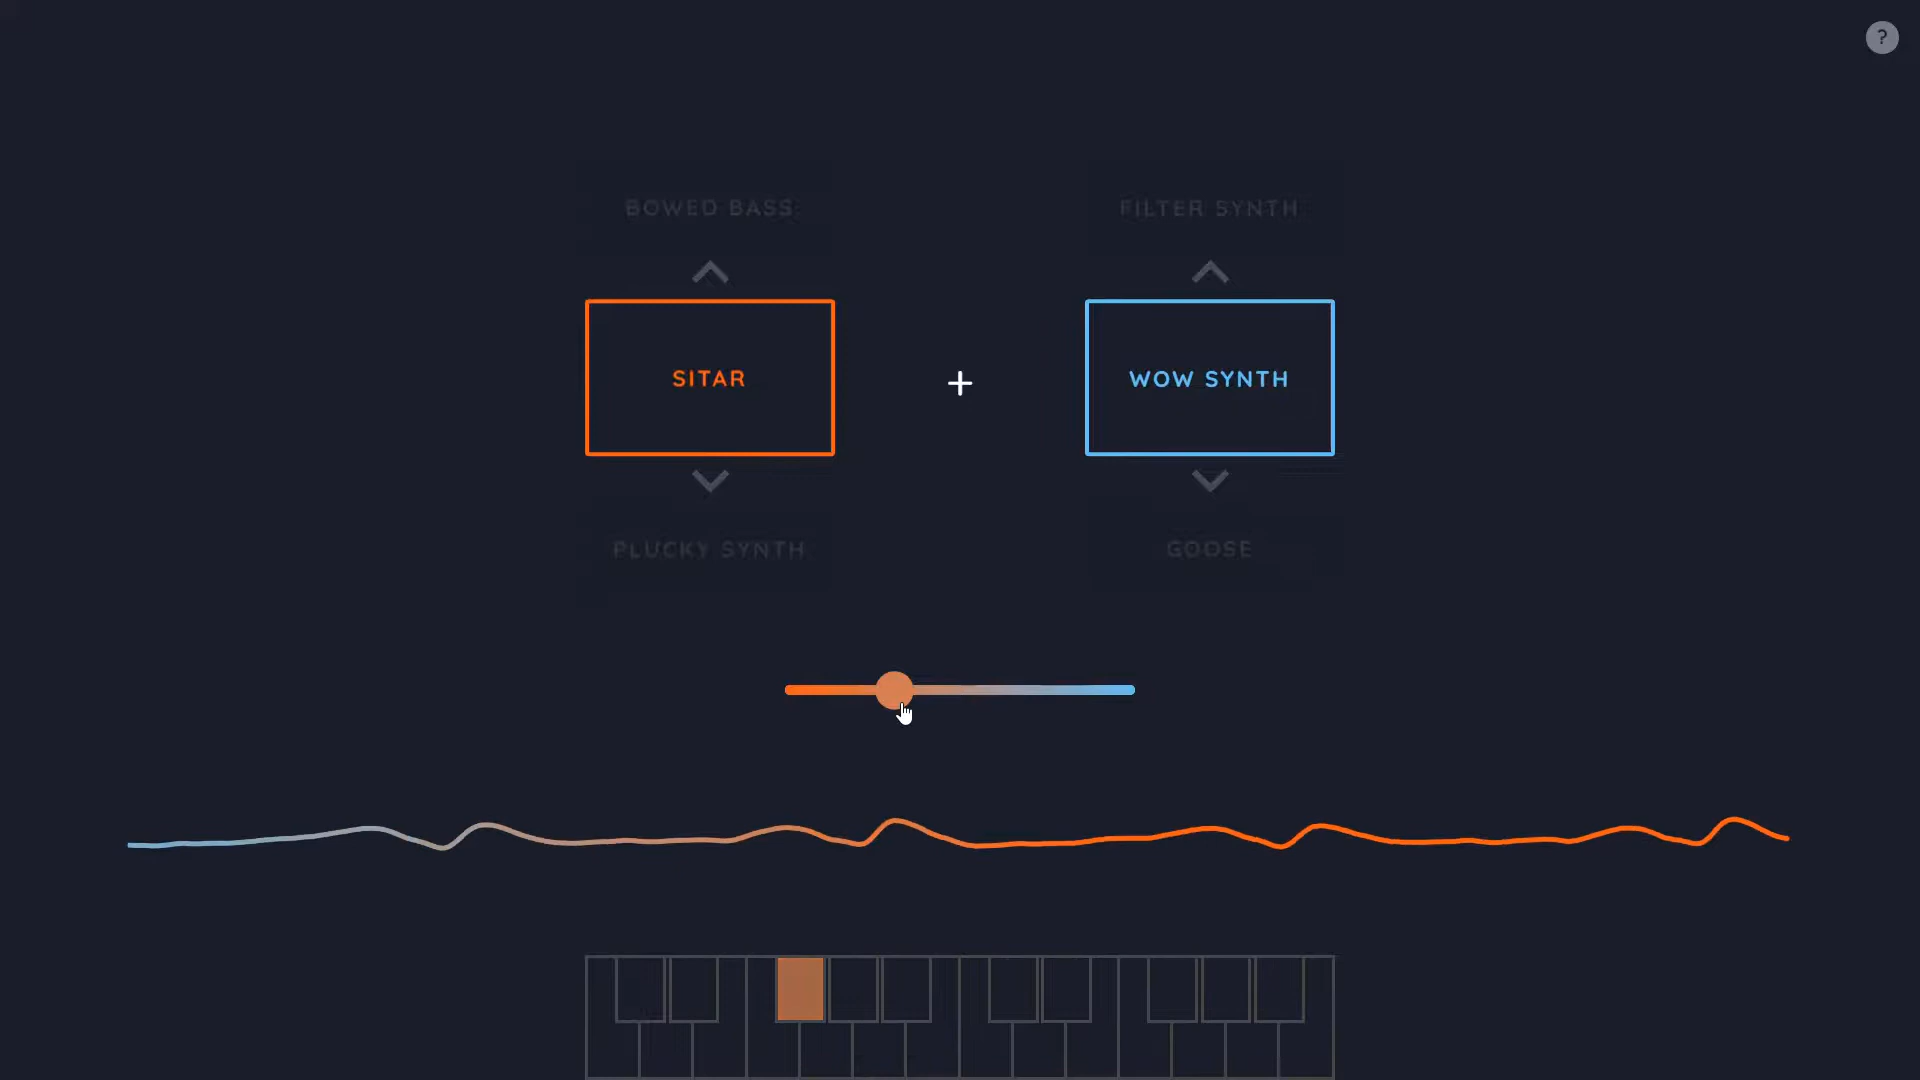 ?
BOWED BASS
FILTER SYNTH
SITAR
+
WOW SYNTH
PLUCKY SYNTH
GOOSE